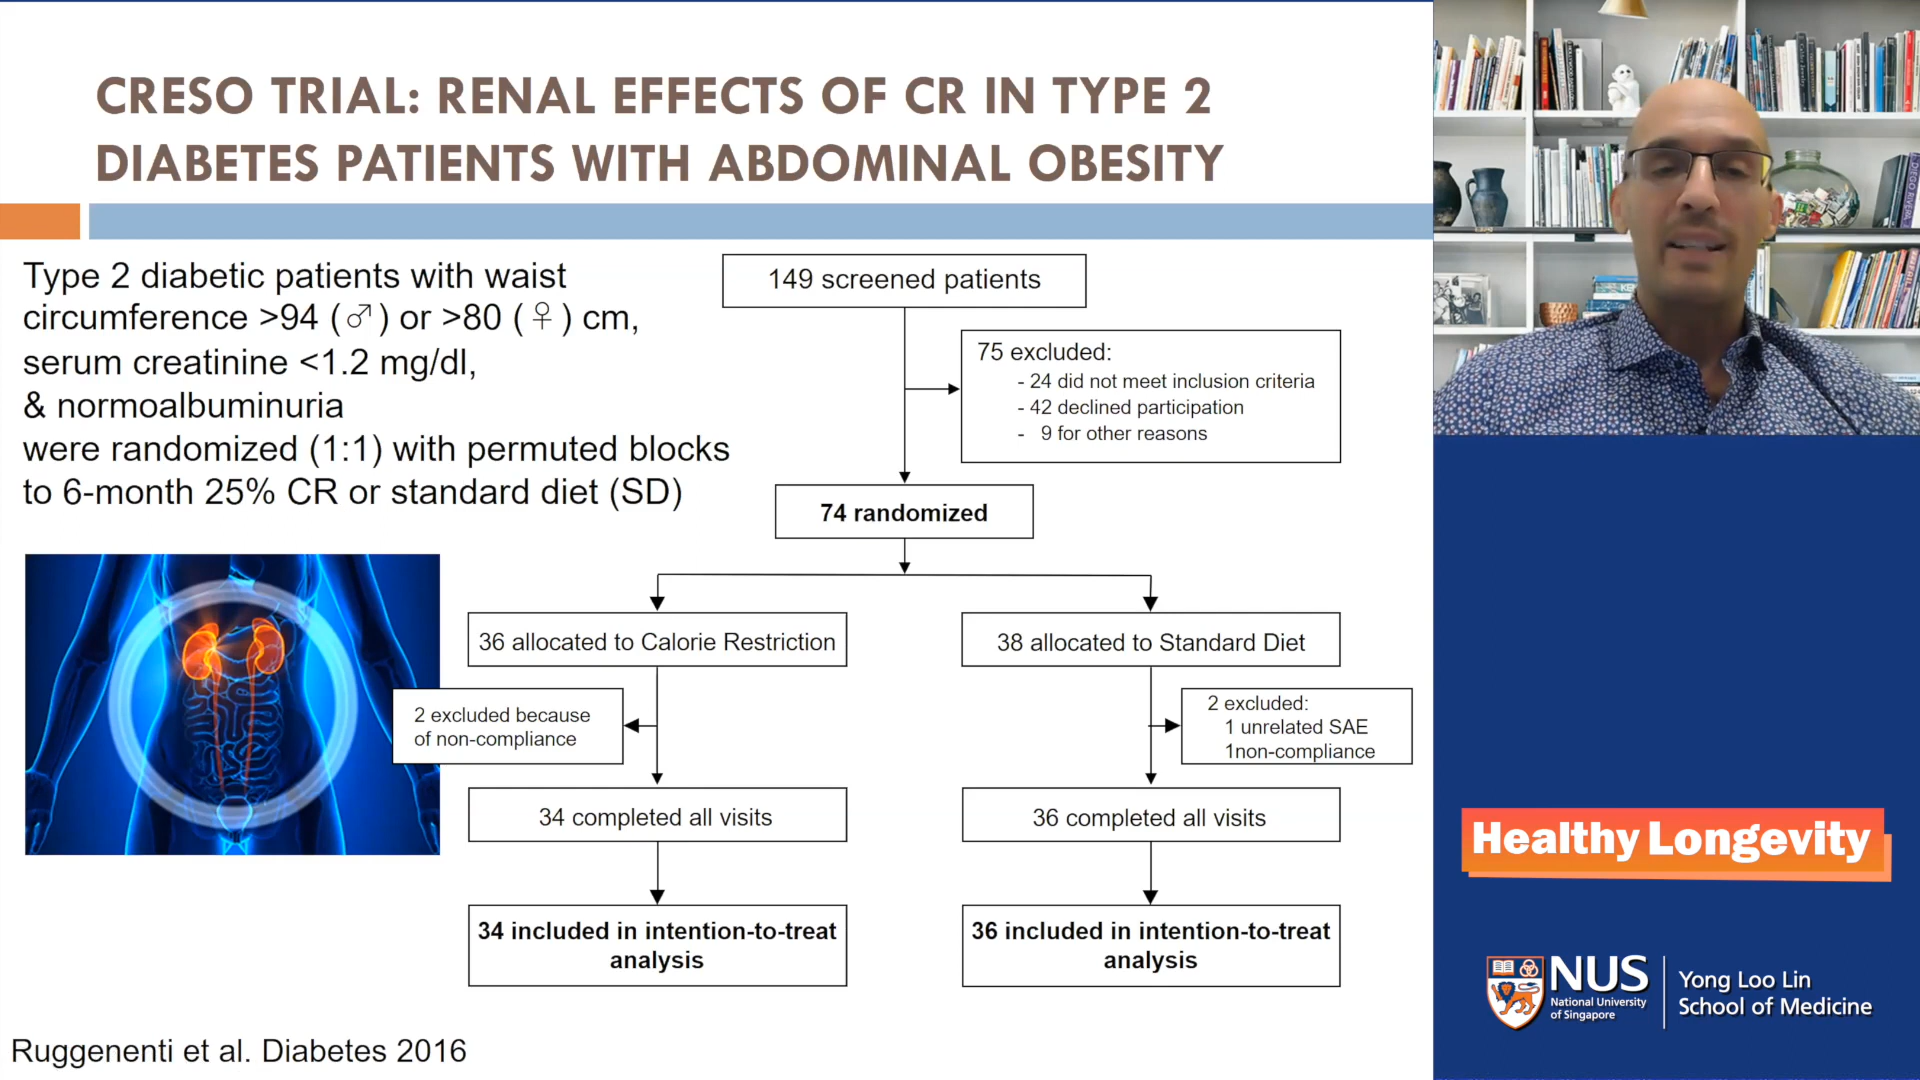 CRESO TRIAL: RENAL EFFECTS OF CR IN TYPE 2
DIABETES PATIENTS WITH ABDOMINAL OBESITY
Type 2 diabetic patients with waist
circumference >94 (♂) or >80 (♀) cm,
serum creatinine <1.2 mg/dl,
& normoalbuminuria
were randomized (1:1) with permuted blocks
to 6-month 25% CR or standard diet (SD)
149 screened patients
75 excluded:
- 24 did not meet inclusion criteria
- 42 declined participation
- 9 for other reasons
74 randomized
36 allocated to Calorie Restriction
38 allocated to Standard Diet
2 excluded because
of non-compliance
2 excluded:
1 unrelated SAE
1non-compliance
34 completed all visits
36 completed all visits
34 included in intention-to-treat
analysis
36 included in intention-to-treat
analysis
Ruggenenti et al. Diabetes 2016
DIEGO RIVERA
Healthy Longevity
NUS
National University
of Singapore
Yong Loo Lin
School of Medicine